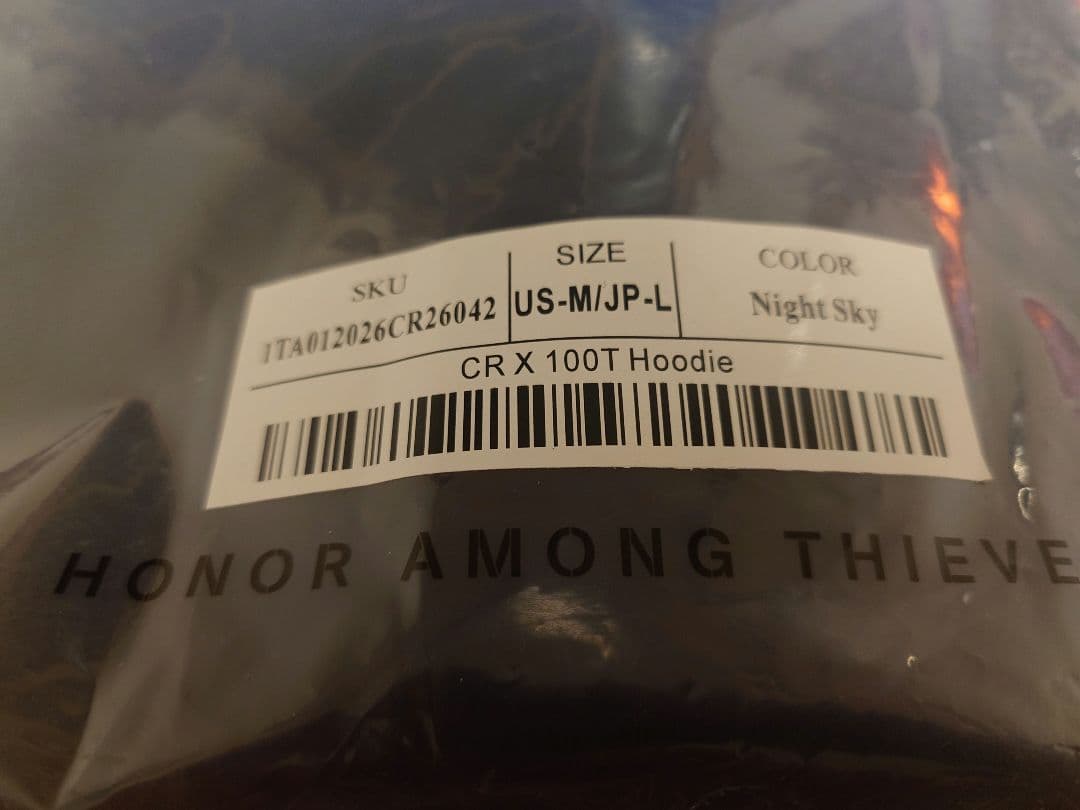 SKU
1TA012026CR26042
SIZE
US-M/JP-L
COLOR
Night Sky
CR X 100T Hoodie
HONOR AMONG THIEVE